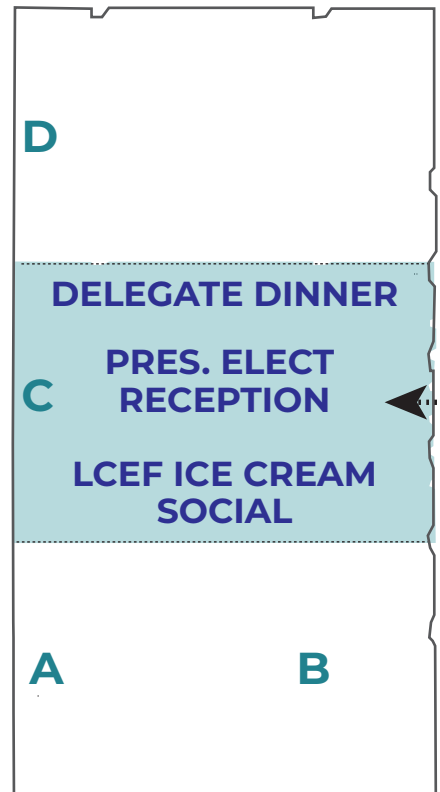 D
DELEGATE DINNER
PRES. ELECT
RECEPTION
C
LCEF ICE CREAM
SOCIAL
A B